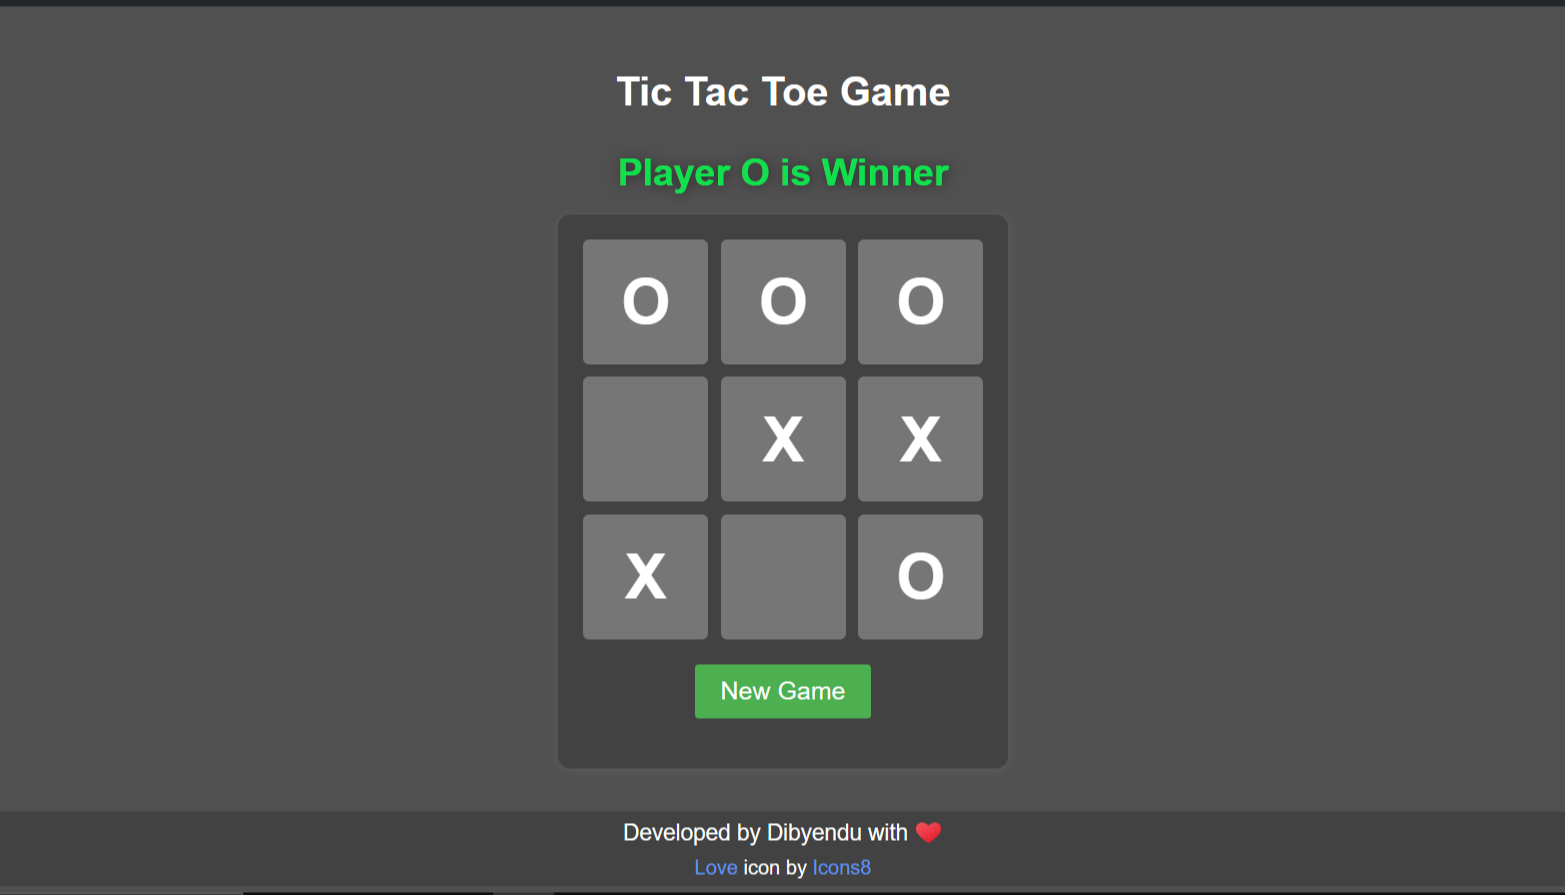 Tic Tac Toe Game
Player O is Winner
O O O
X X
X O
New Game
Developed by Dibyendu with ❤️
Love icon by Icons8